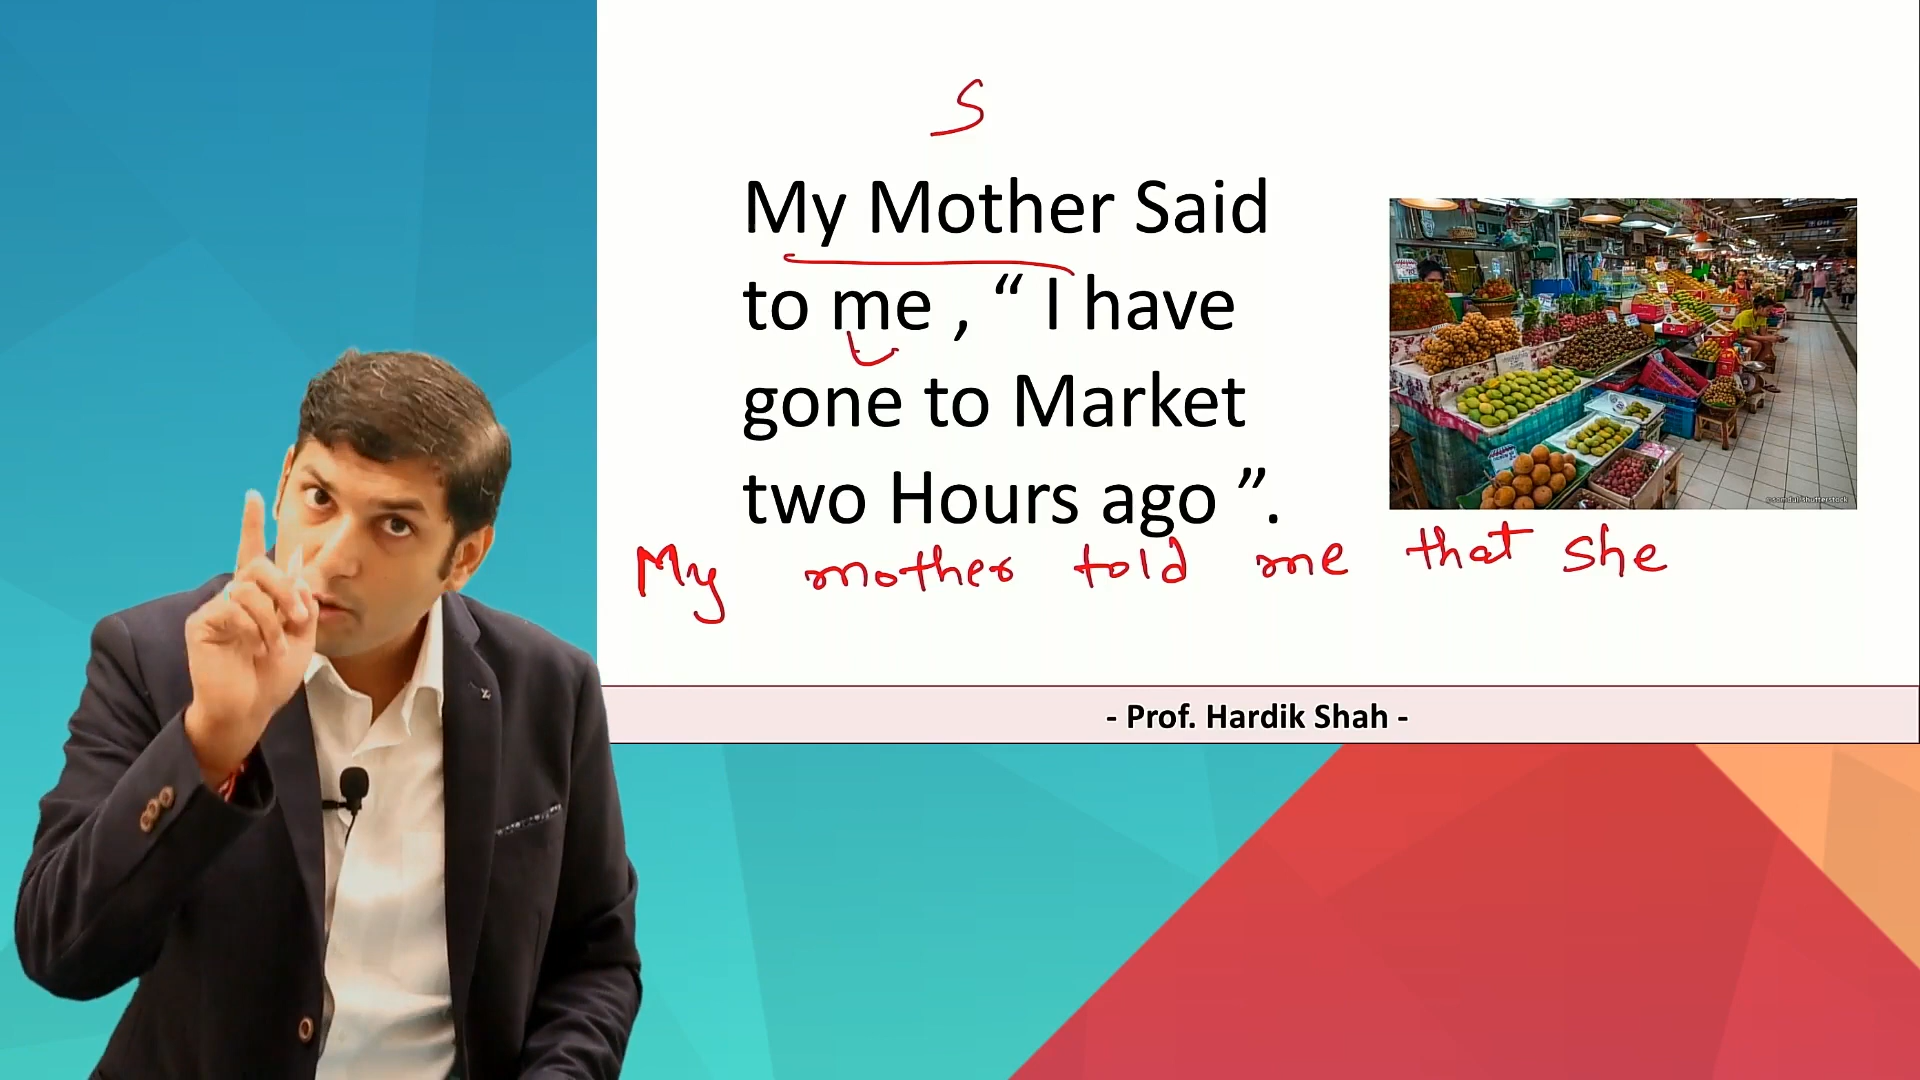 S
My Mother Said
to me , “ I have
gone to Market
two Hours ago ”.
My mother told me that she
- Prof. Hardik Shah -